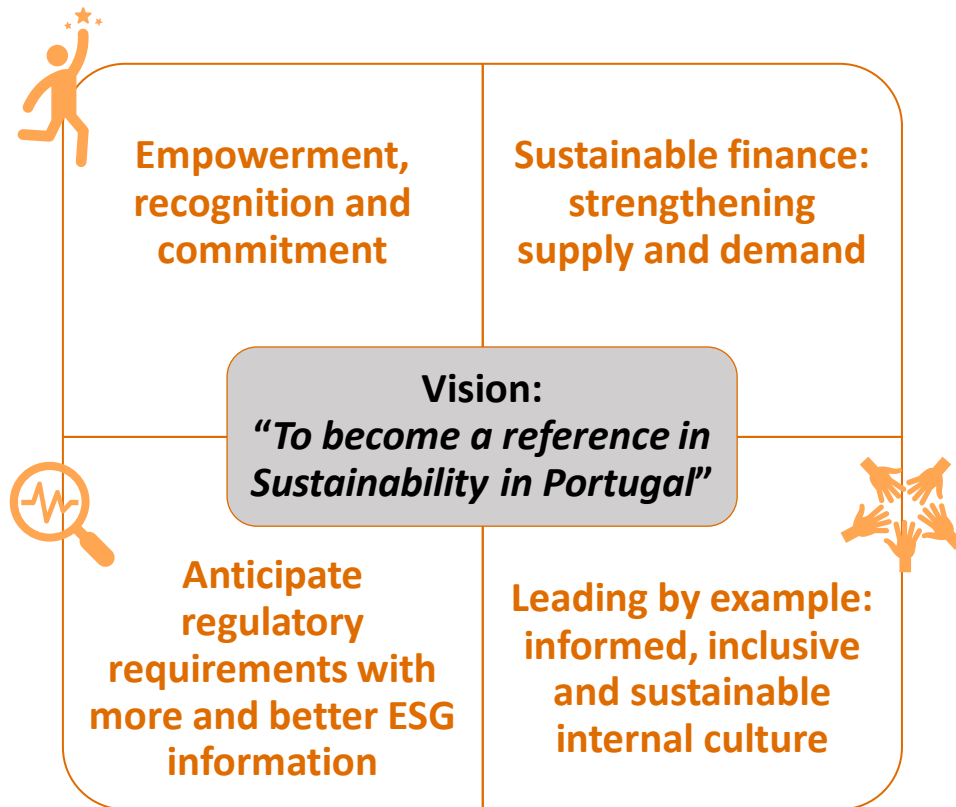 Empowerment,
recognition and
commitment
Sustainable finance:
strengthening
supply and demand
Vision:
“To become a reference in
Sustainability in Portugal”
Anticipate
regulatory
requirements with
more and better ESG
information
Leading by example:
informed, inclusive
and sustainable
internal culture